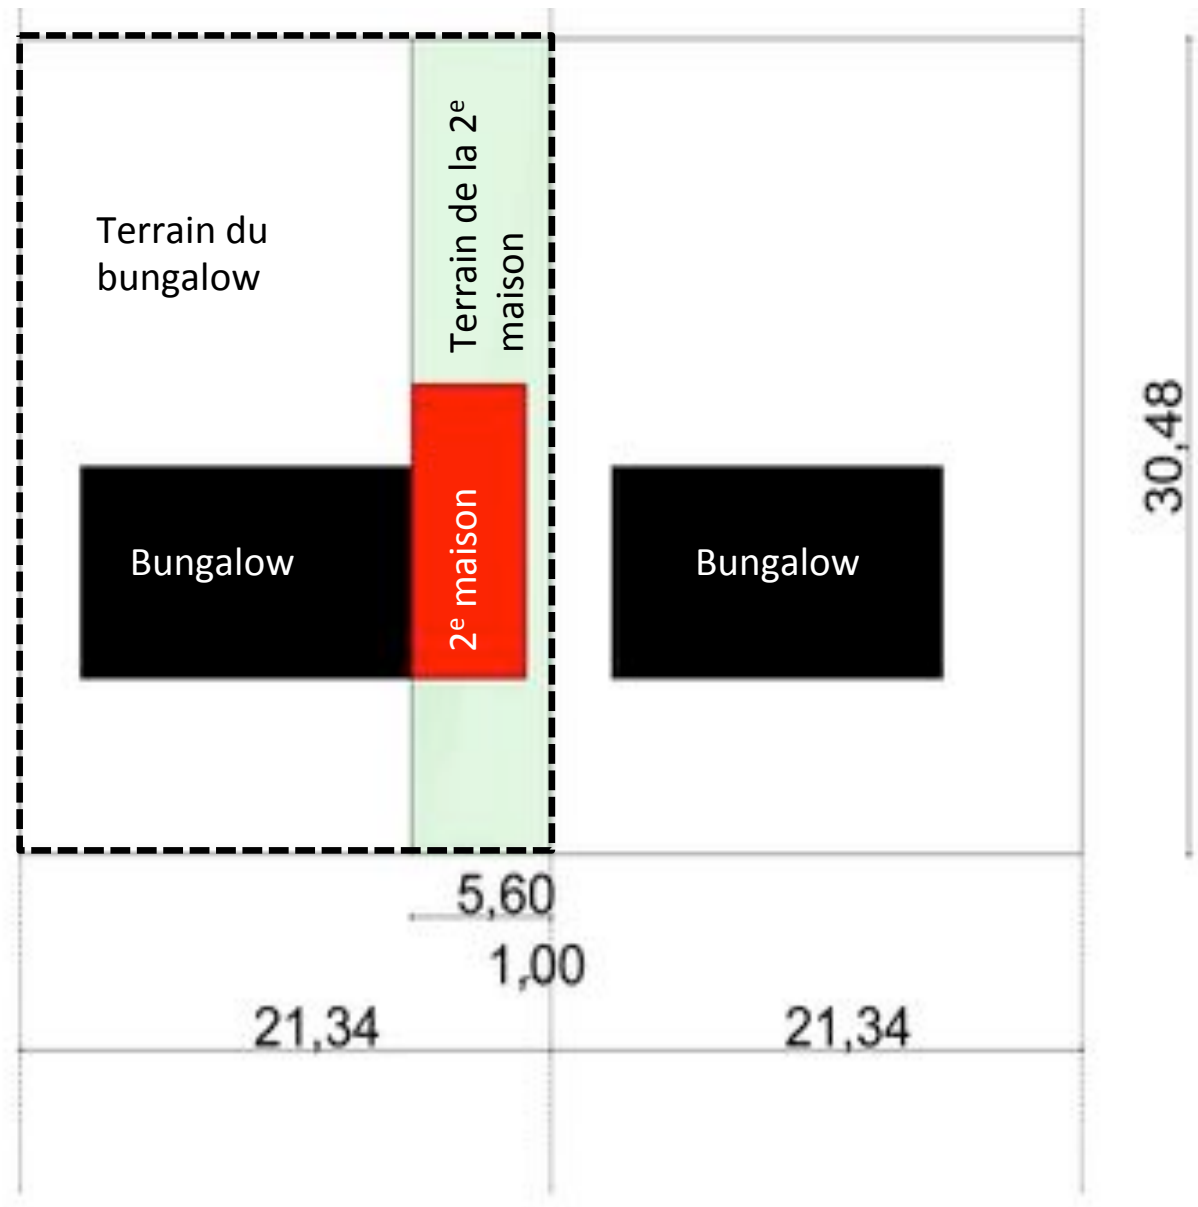 Terrain de la 2e
maison
Terrain du
bungalow
30,48
2e maison
Bungalow
Bungalow
5,60
1,00
21,34
21,34